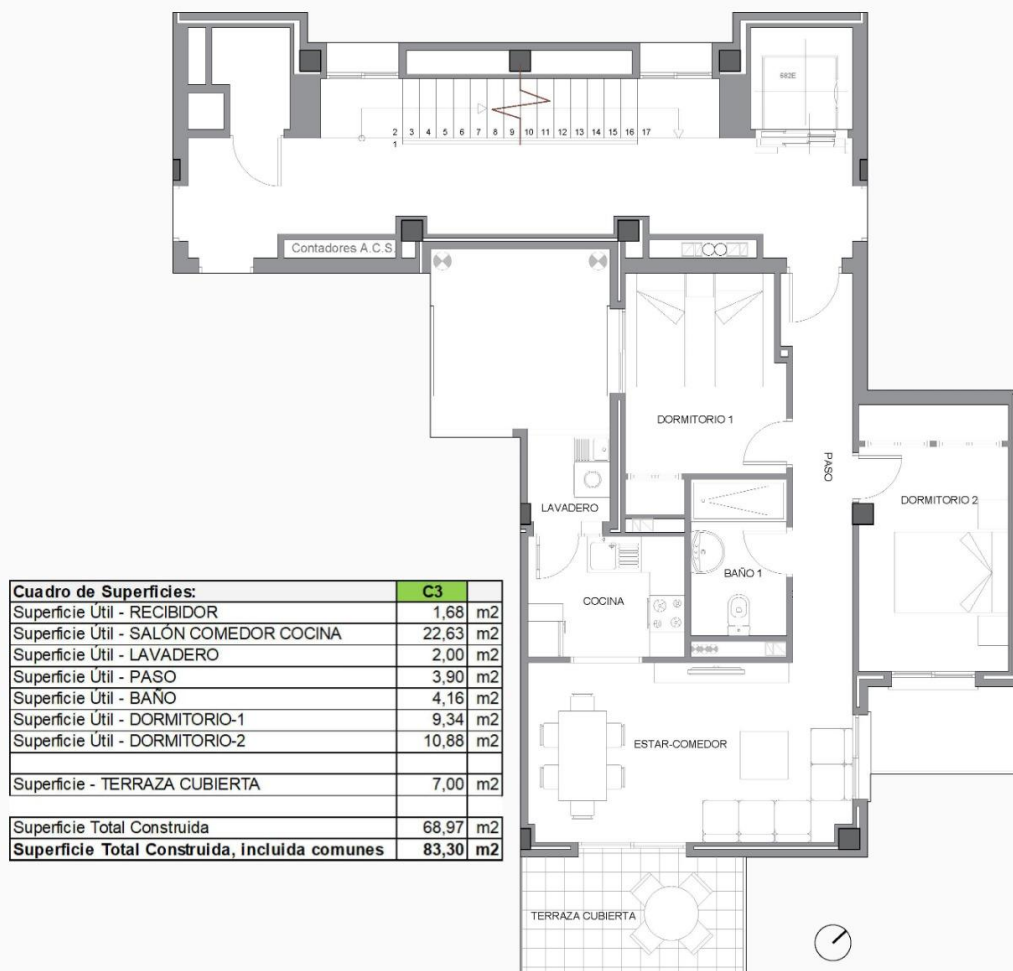 682E
2 3 4 5 6 7 8 9 10 11 12 13 14 15 16 17
1
Contadores A.C.S.
DORMITORIO 1
PASO
DORMITORIO 2
LAVADERO
BAÑO 1
COCINA
ESTAR-COMEDOR
TERRAZA CUBIERTA
Cuadro de Superficies: C3
Superficie Útil - RECIBIDOR 1,68 m2
Superficie Útil - SALÓN COMEDOR COCINA 22,63 m2
Superficie Útil - LAVADERO 2,00 m2
Superficie Útil - PASO 3,90 m2
Superficie Útil - BAÑO 4,16 m2
Superficie Útil - DORMITORIO-1 9,34 m2
Superficie Útil - DORMITORIO-2 10,88 m2
Superficie - TERRAZA CUBIERTA 7,00 m2
Superficie Total Construida 68,97 m2
Superficie Total Construida, incluida comunes 83,30 m2